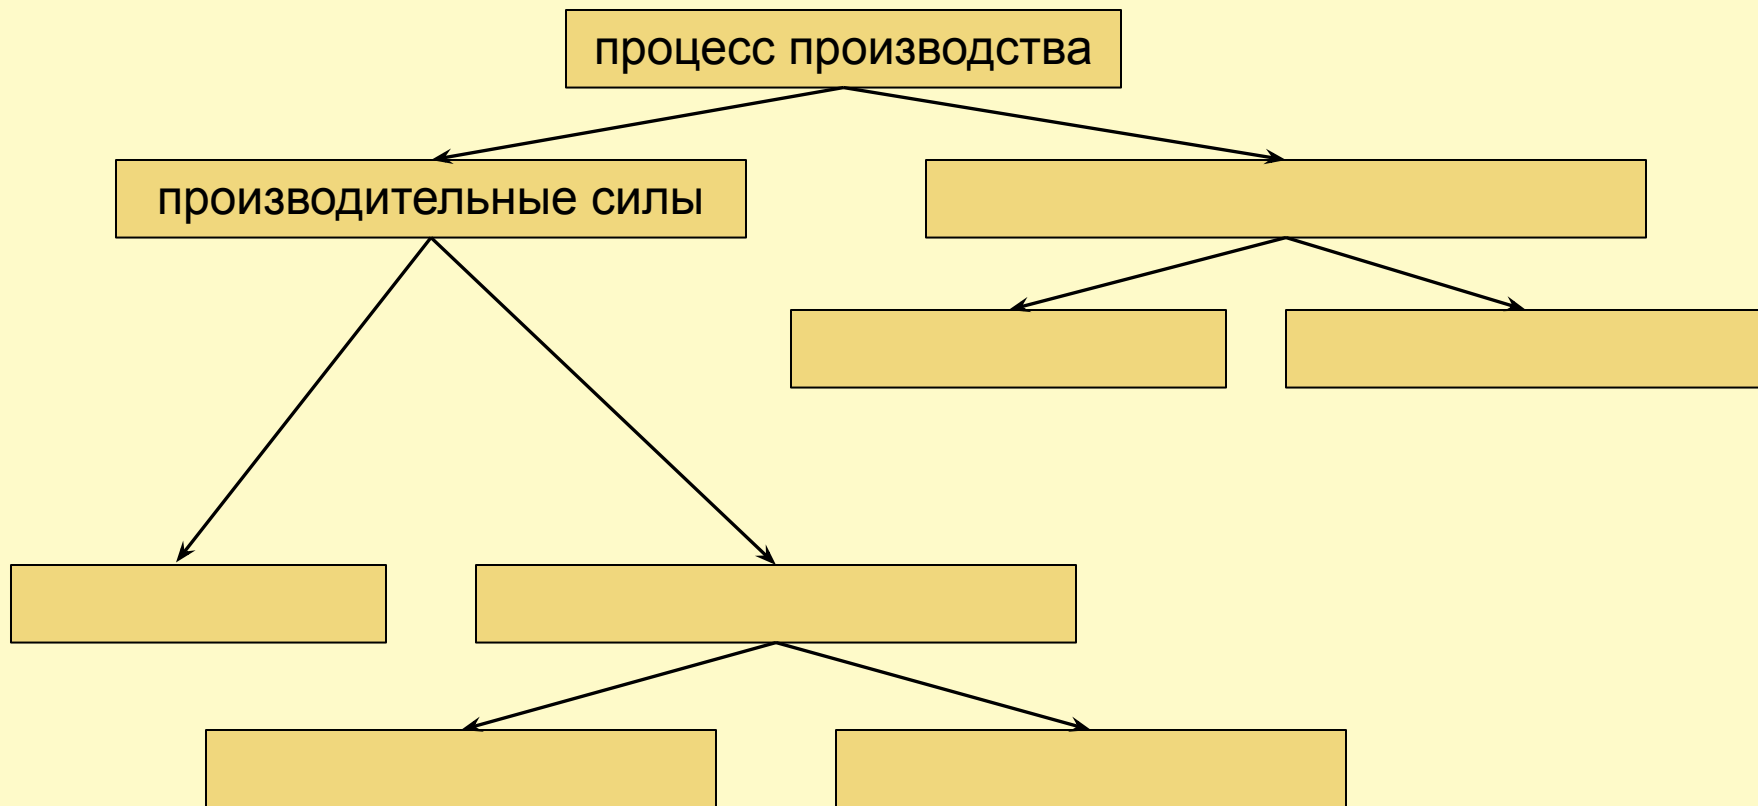 процесс производства
производительные силы